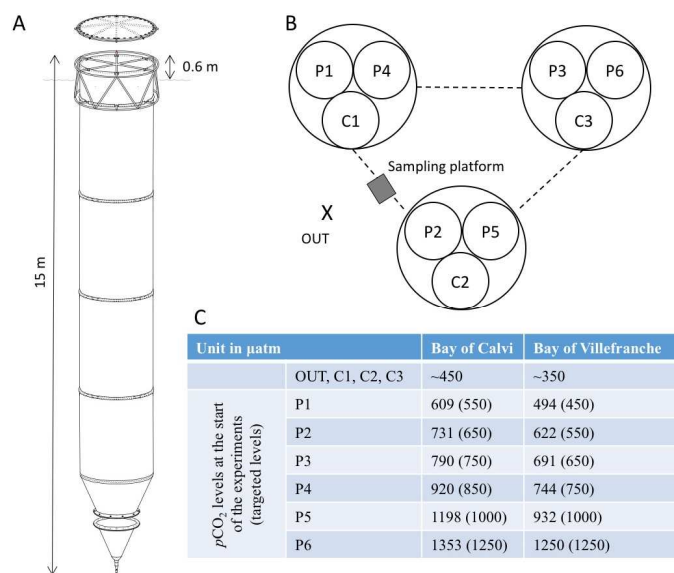 A
0.6 m
15 m
B
P1 P4 P3 P6
C1 C3
Sampling platform
X
OUT
P2 P5
C2
C
Unit in µatm Bay of Calvi Bay of Villefranche
OUT, C1, C2, C3 ~450 ~350
pCO2 levels at the start
of the experiments
(targeted levels)
P1 609 (550) 494 (450)
P2 731 (650) 622 (550)
P3 790 (750) 691 (650)
P4 920 (850) 744 (750)
P5 1198 (1000) 932 (1000)
P6 1353 (1250) 1250 (1250)